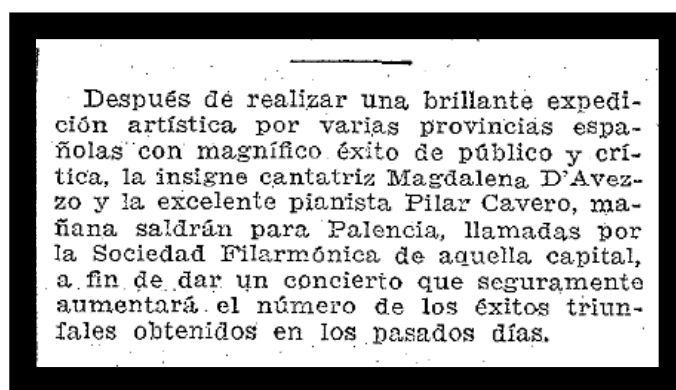 Después de realizar una brillante expedi-
ción artística por varias provincias espa-
ñolas con magnífico éxito de público y crí-
tica, la insigne cantatriz Magdalena D'Avez-
zo y la excelente pianista Pilar Cavero, ma-
ñana saldrán para Palencia, llamadas por
la Sociedad Filarmónica de aquella capital,
a fin de dar un concierto que seguramente
aumentará el número de los éxitos triun-
fales obtenidos en los pasados días.